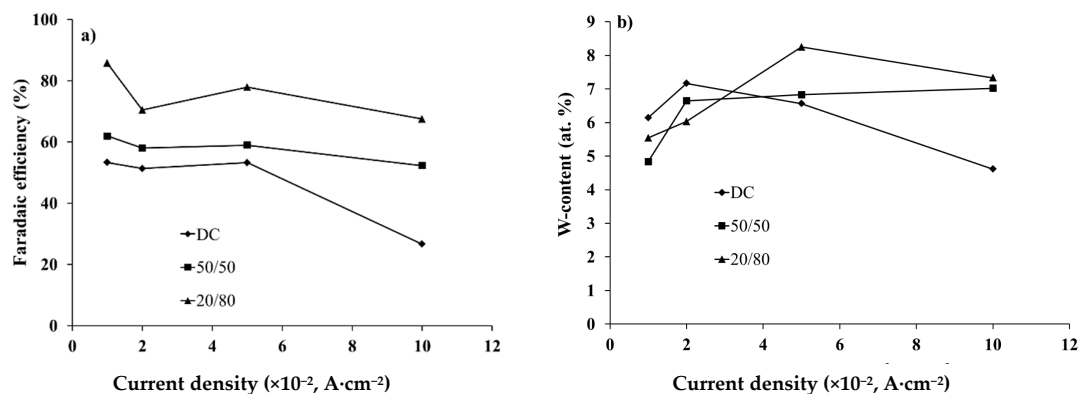 a)
Faradaic efficiency (%)
100
80
60
40
20
0
DC
50/50
20/80
0 2 4 6 8 10 12
Current density (×10⁻², A·cm⁻²)
b)
W-content (at. %)
9
8
7
6
5
4
3
2
1
0
DC
50/50
20/80
0 2 4 6 8 10 12
Current density (×10⁻², A·cm⁻²)